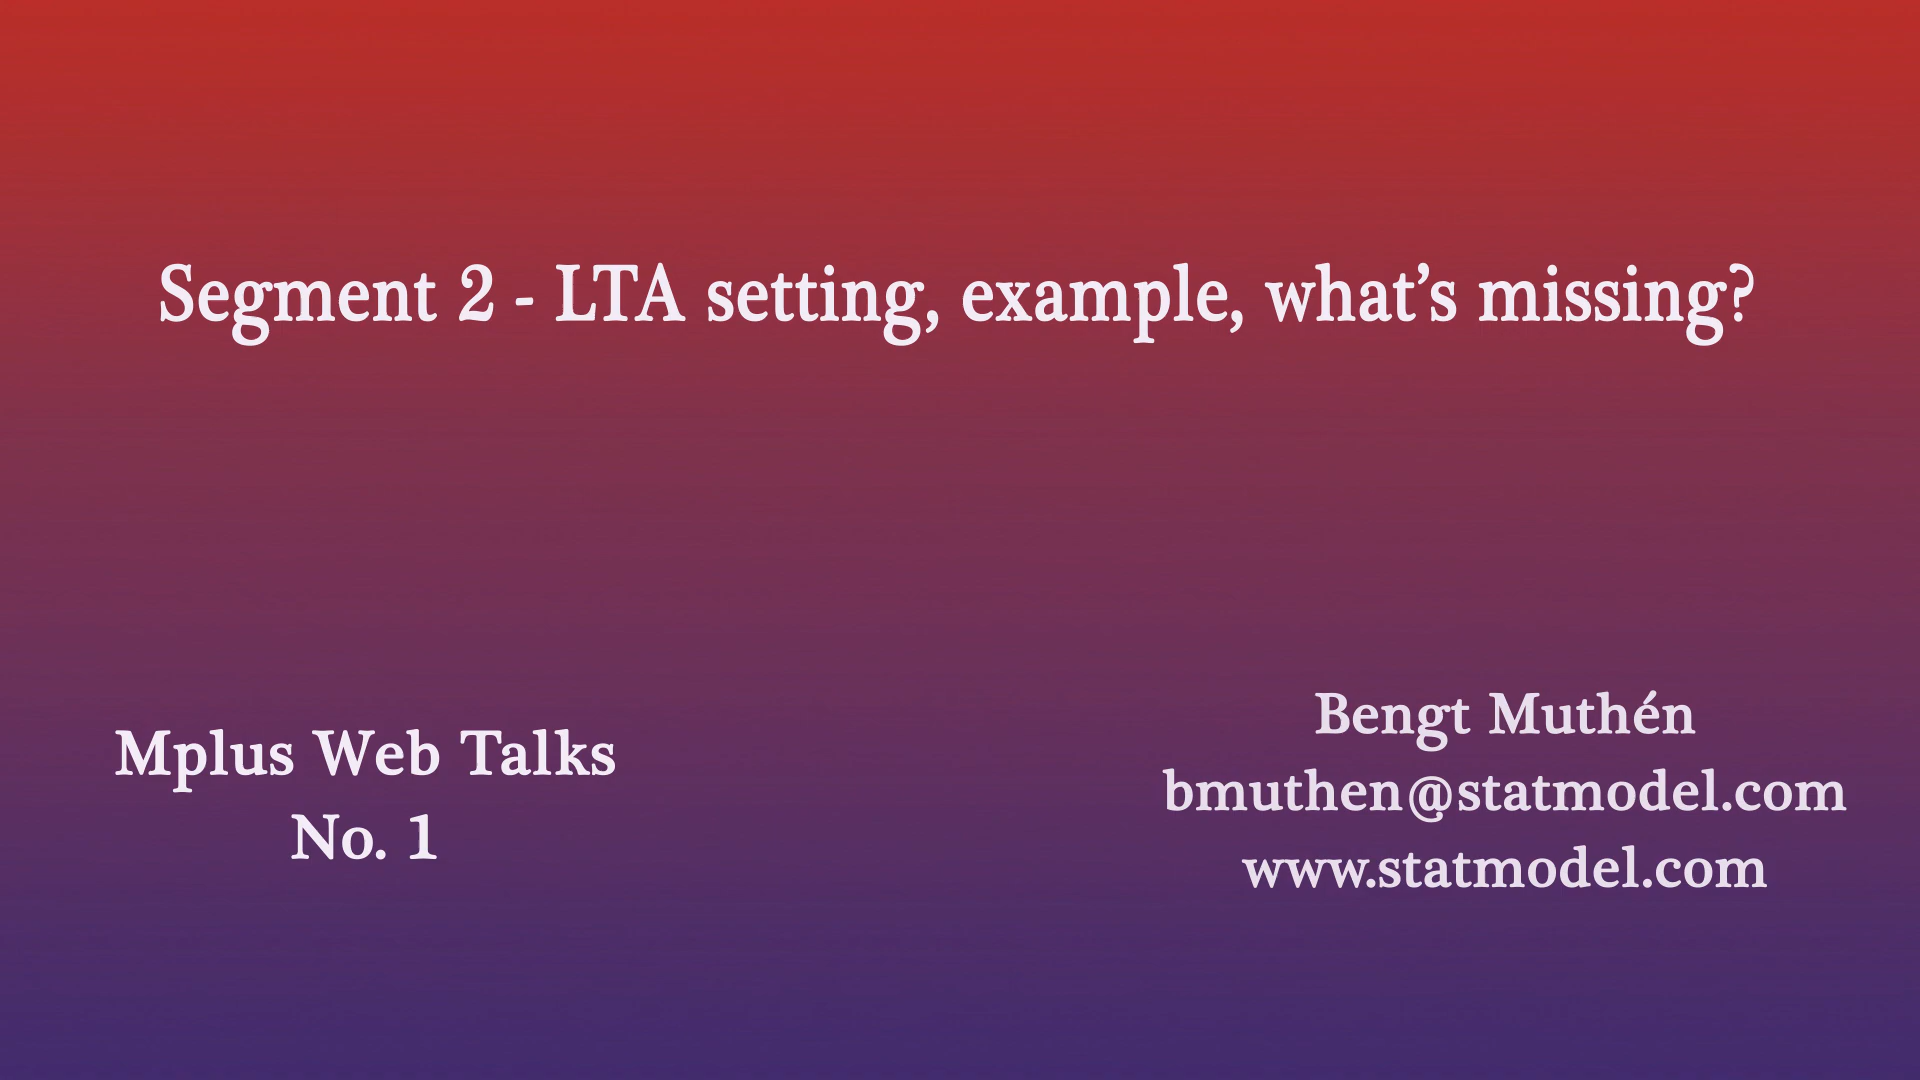 Segment 2 - LTA setting, example, what’s missing?
Mplus Web Talks
No. 1
Bengt Muthén
bmuthen@statmodel.com
www.statmodel.com